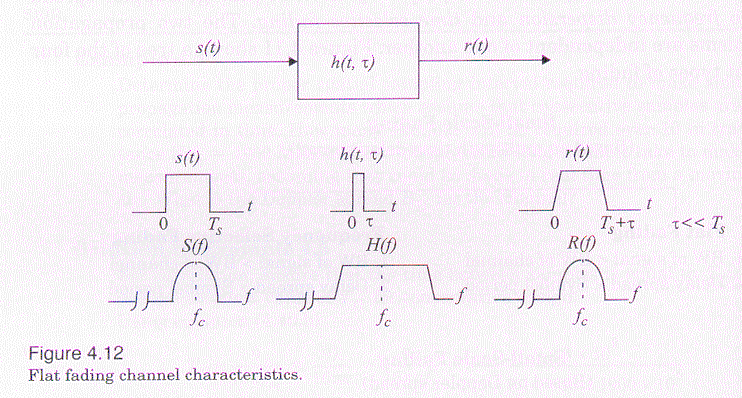 s(t) h(t, τ) r(t)
s(t) h(t, τ) r(t)
0 T_s t 0 τ t 0 T_s+τ t τ<< T_s
S(f) H(f) R(f)
f_c f f_c f f_c f
Figure 4.12
Flat fading channel characteristics.